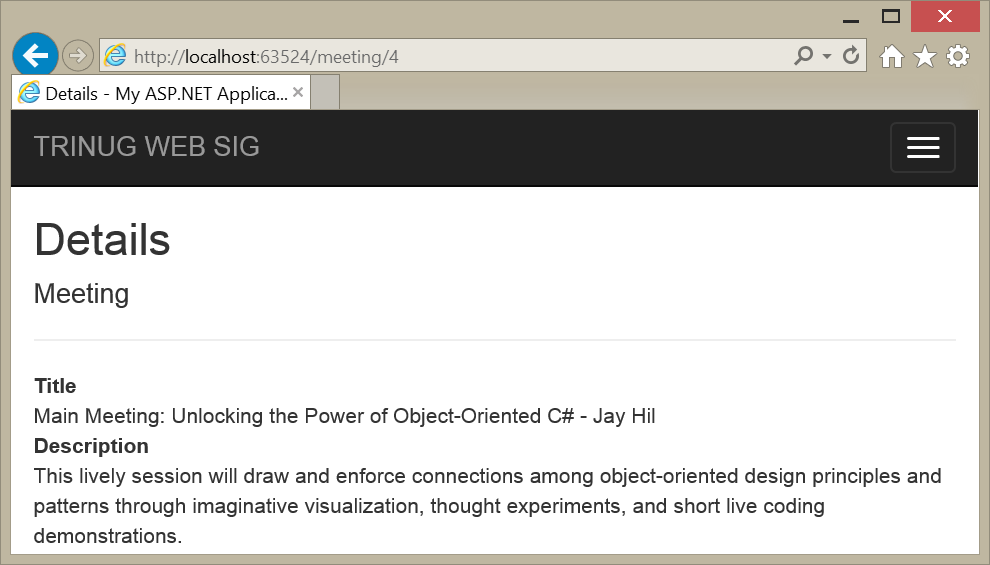 http://localhost:63524/meeting/4
Details - My ASP.NET Applica...
TRINUG WEB SIG
Details
Meeting
Title
Main Meeting: Unlocking the Power of Object-Oriented C# - Jay Hil
Description
This lively session will draw and enforce connections among object-oriented design principles and
patterns through imaginative visualization, thought experiments, and short live coding
demonstrations.